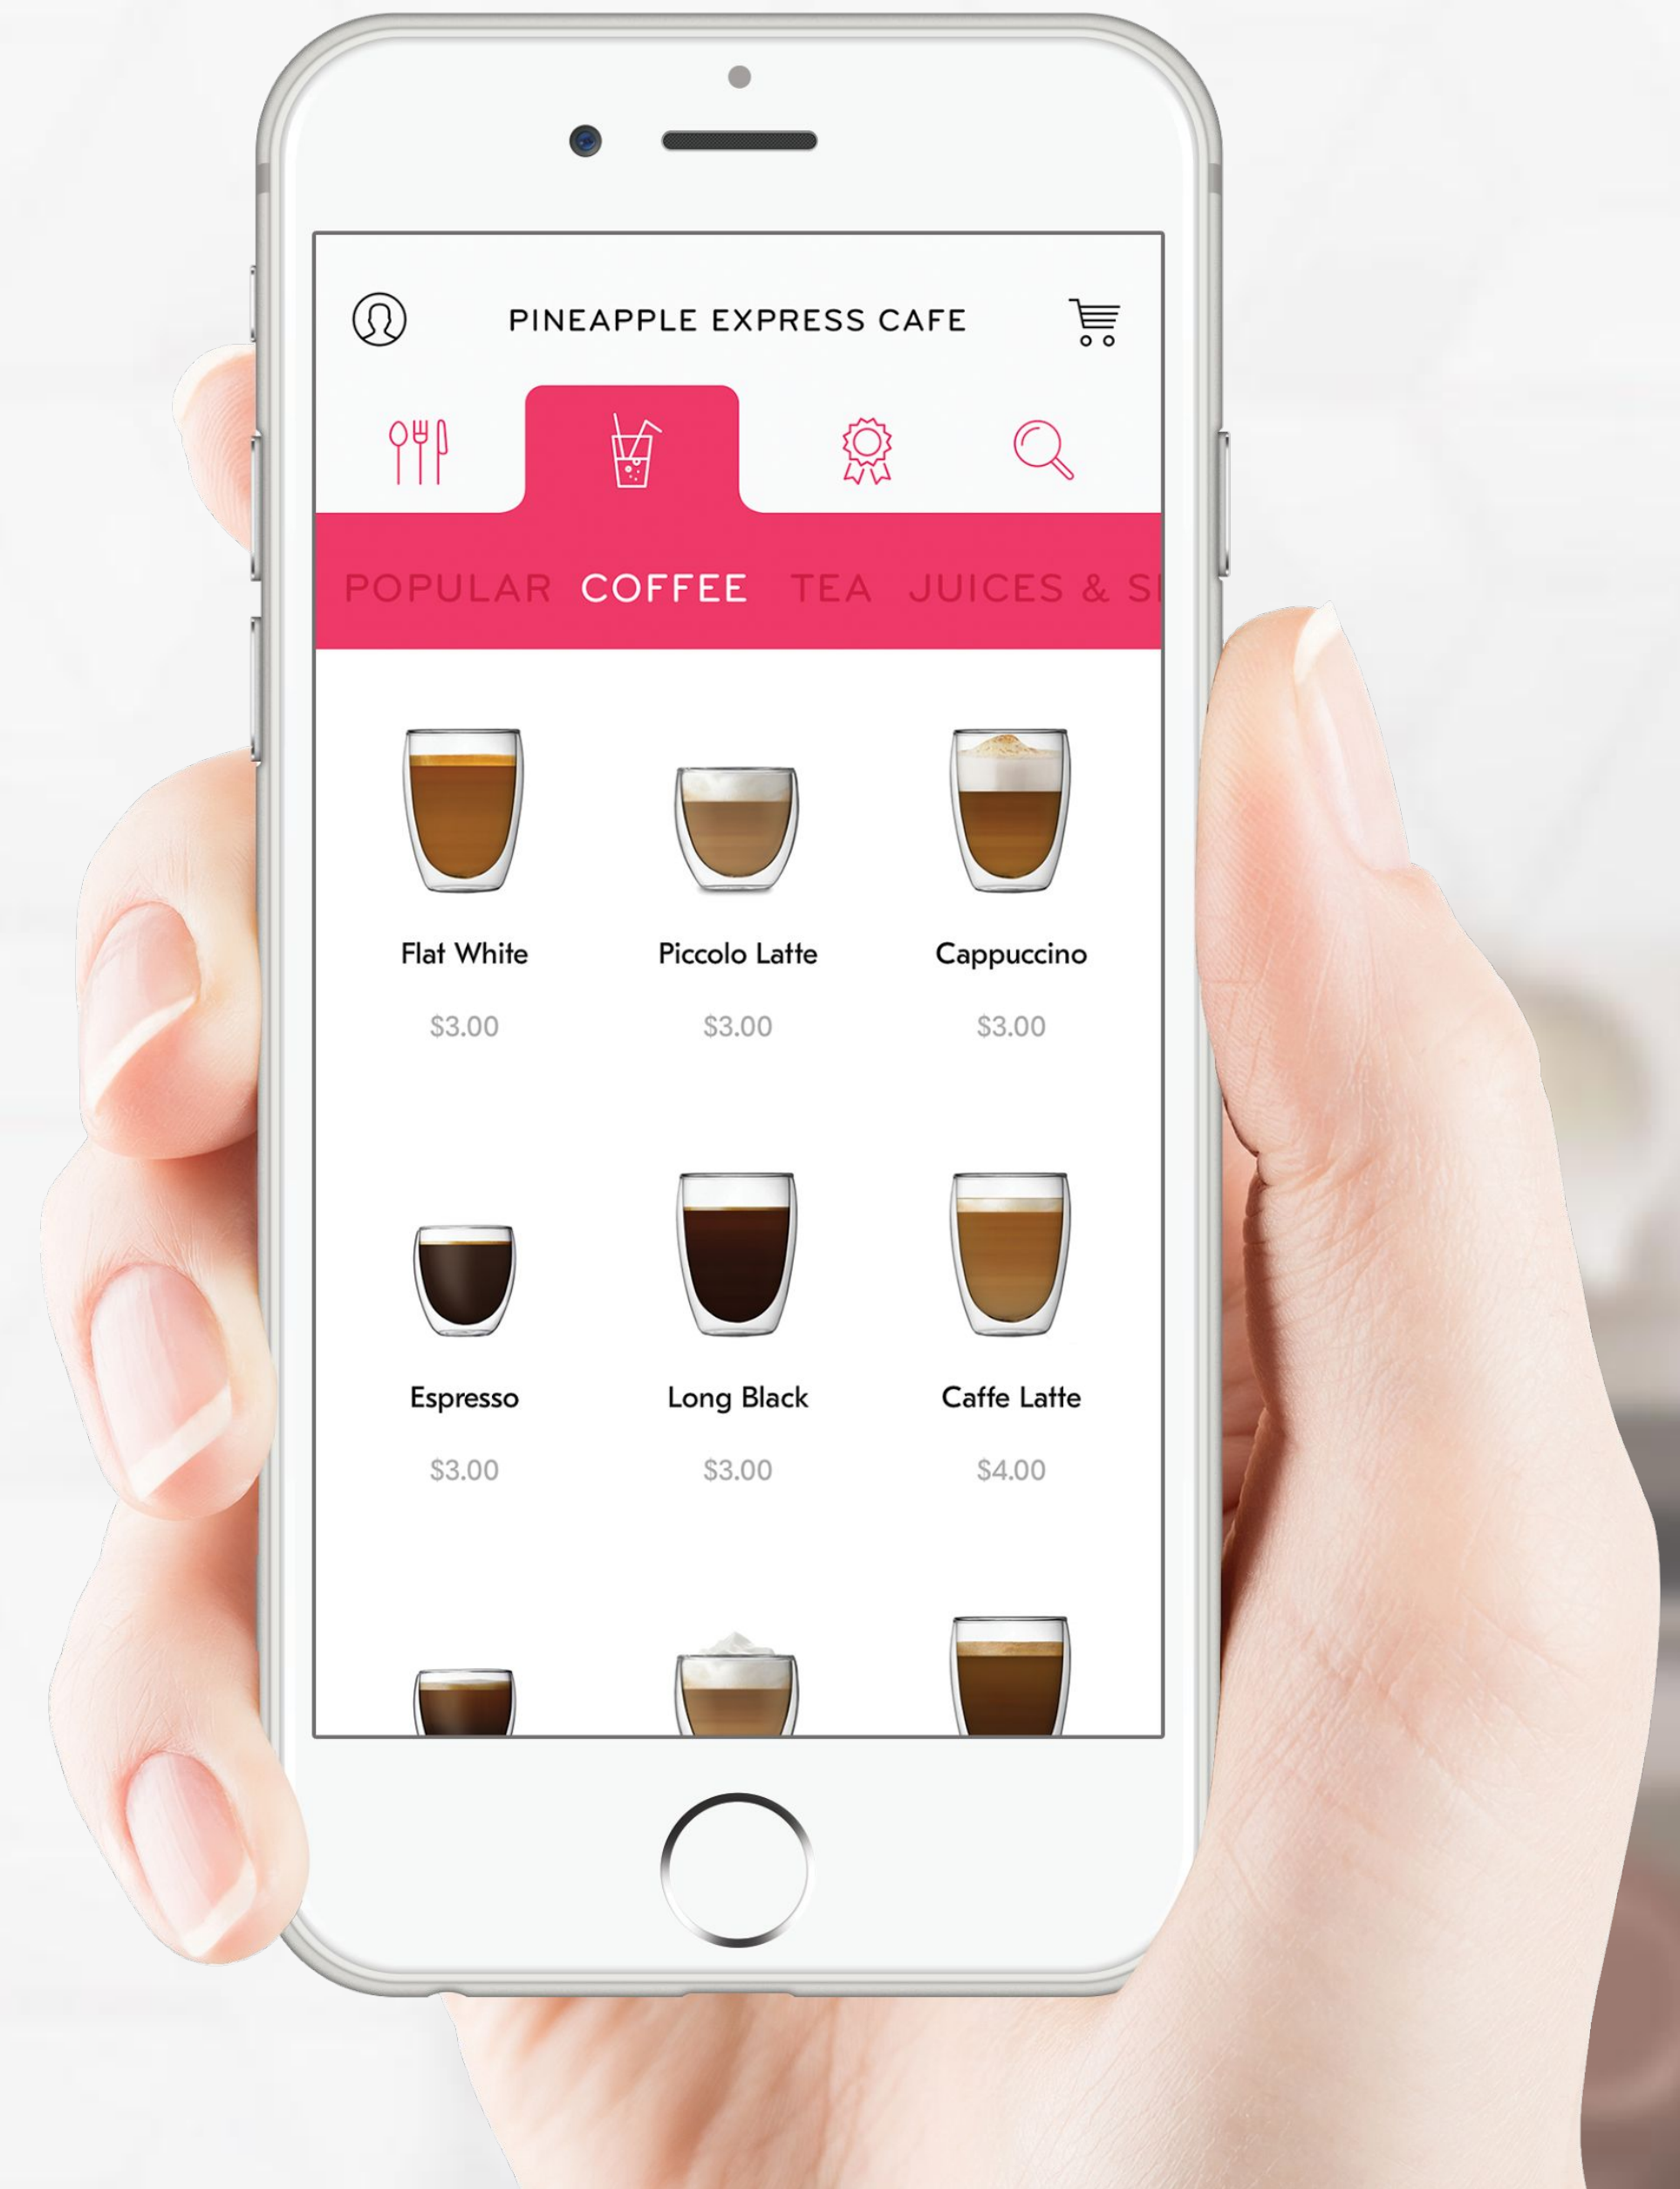 PINEAPPLE EXPRESS CAFE
POPULAR COFFEE TEA JUICES &
Flat White Piccolo Latte Cappuccino
$3.00 $3.00 $3.00
Espresso Long Black Caffe Latte
$3.00 $3.00 $4.00